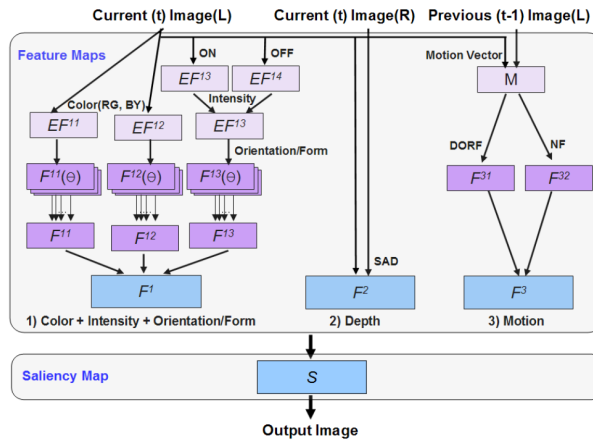 Current (t) Image(L) Current (t) Image(R) Previous (t-1) Image(L)
Feature Maps
ON OFF
Motion Vector
EF¹³ EF¹⁴ M
Color(RG, BY) Intensity
EF¹¹ EF¹² EF¹³
DORF NF
Orientation/Form
F¹¹(Θ) F¹²(Θ) F¹³(Θ) F³¹ F³²
F¹¹ F¹² F¹³
SAD
F¹ F² F³
1) Color + Intensity + Orientation/Form 2) Depth 3) Motion
Saliency Map
S
Output Image